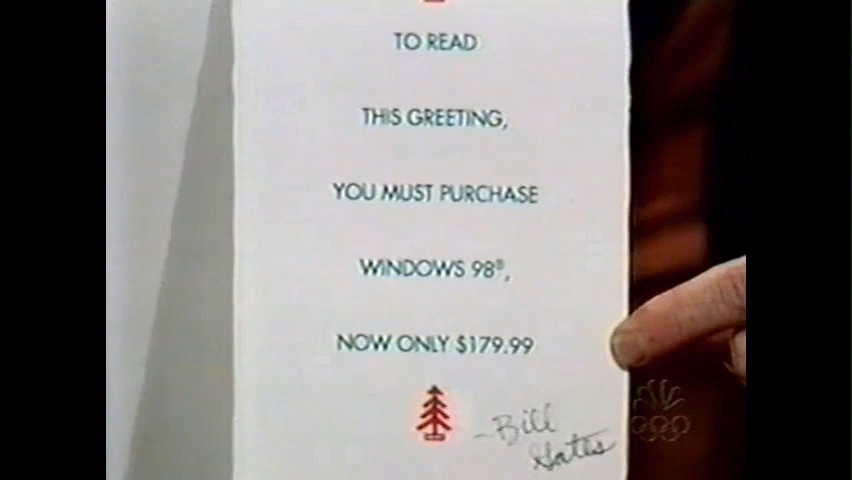 TO READ
THIS GREETING,
YOU MUST PURCHASE
WINDOWS 98®,
NOW ONLY $179.99
-Bill
Gates